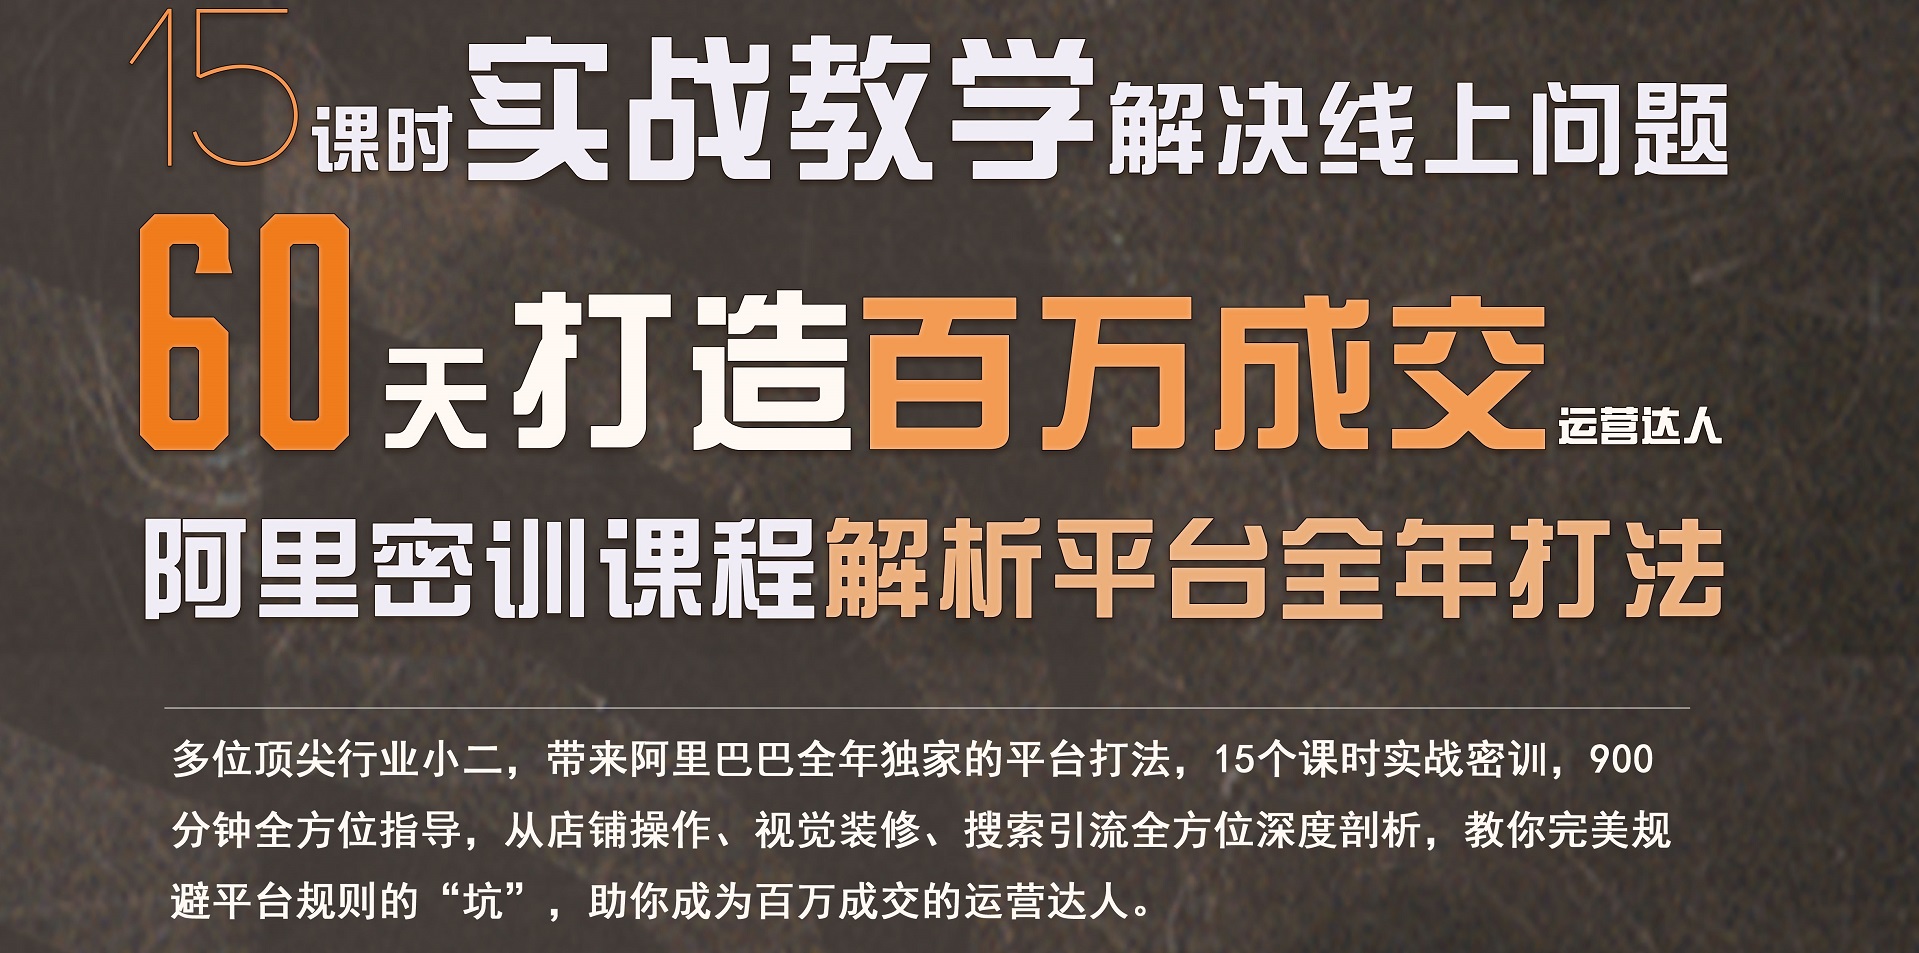 15课时实战教学解决线上问题
60天打造百万成交运营达人
阿里密训课程解析平台全年打法
多位顶尖行业小二，带来阿里巴巴全年独家的平台打法，15个课时实战密训，900
分钟全方位指导，从店铺操作、视觉装修、搜索引流全方位深度剖析，教你完美规
避平台规则的“坑”，助你成为百万成交的运营达人。